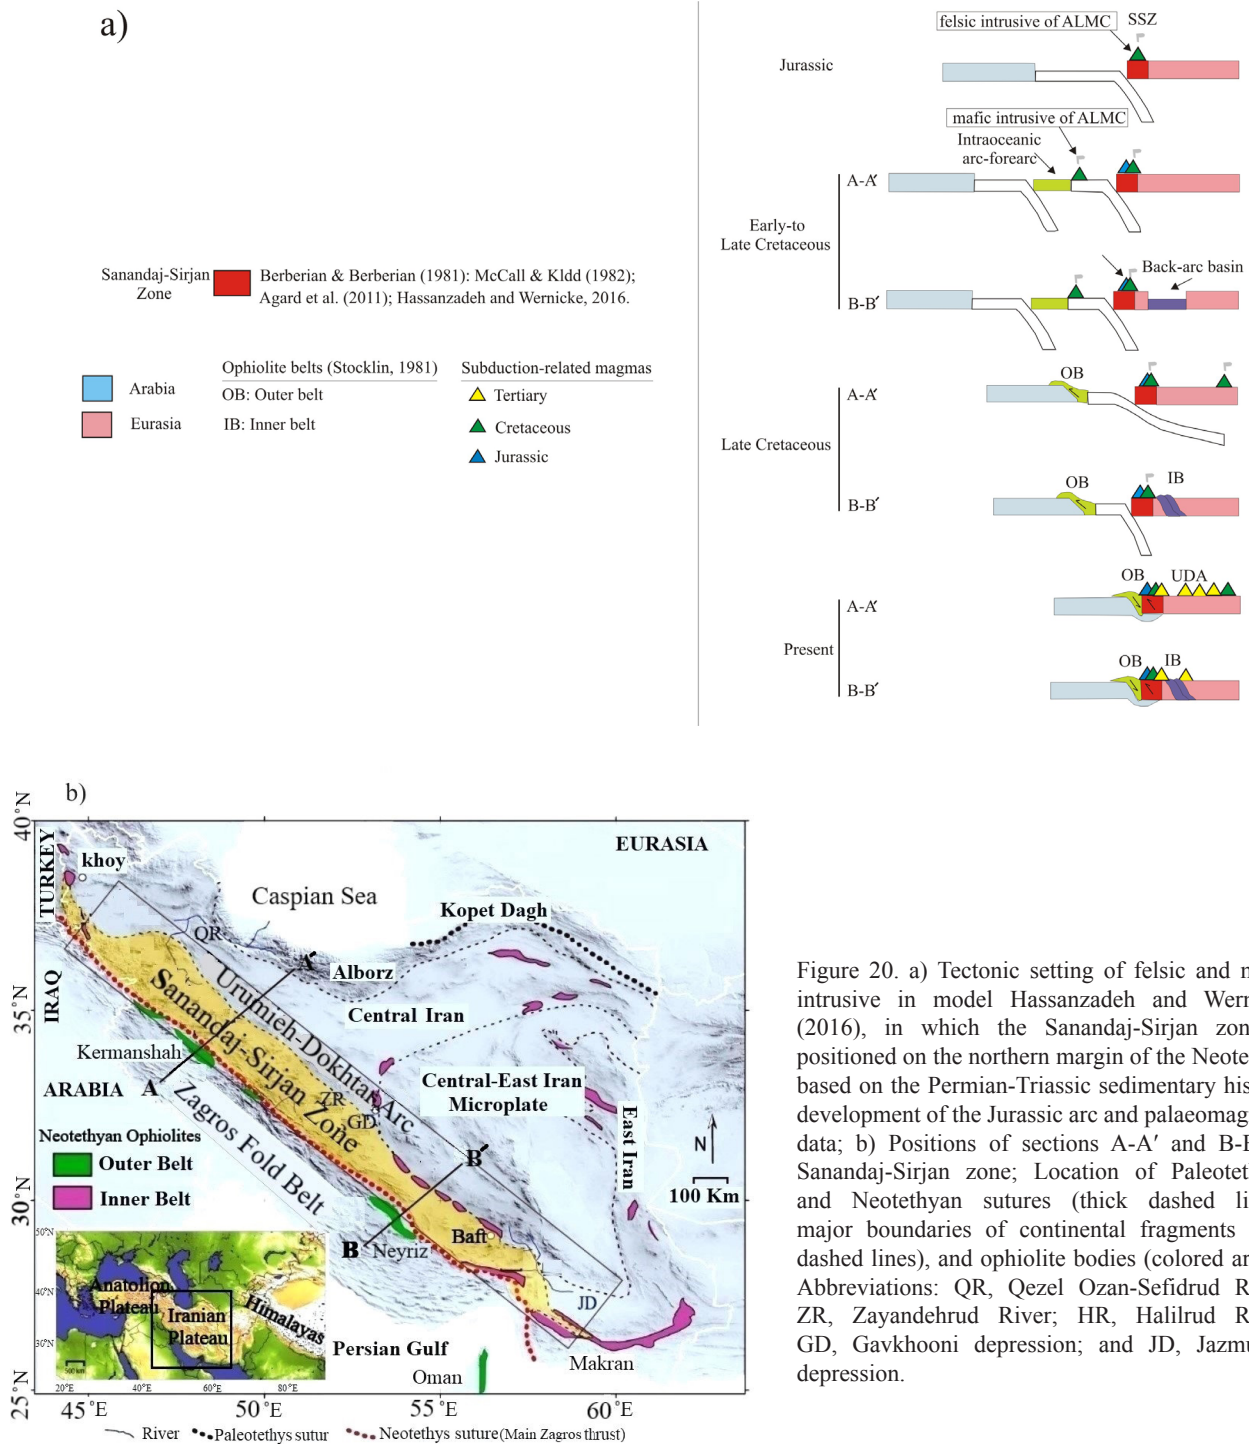 a)
felsic intrusive of ALMC
SSZ
Jurassic
mafic intrusive of ALMC
Intraoceanic
arc-forearc
A-A′
Early-to
Late Cretaceous
Back-arc basin
B-B′
Sanandaj-Sirjan
Zone
Berberian & Berberian (1981): McCall & Kldd (1982);
Agard et al. (2011); Hassanzadeh and Wernicke, 2016.
Ophiolite belts (Stocklin, 1981)
Subduction-related magmas
Arabia
OB: Outer belt
Tertiary
Eurasia
IB: Inner belt
Cretaceous
Jurassic
OB
A-A′
Late Cretaceous
OB
IB
B-B′
OB
UDA
A-A′
Present
OB
IB
B-B′
b)
40°N
35°N
30°N
25°N
TURKEY
khoy
EURASIA
Caspian Sea
Kopet Dagh
QR
A′
Alborz
IRAQ
Central Iran
Urumieh-Dokhtar Arc
Sanandaj-Sirjan Zone
Kermanshah
ARABIA
A
Zagros Fold Belt
ZR
GD
Central-East Iran
Microplate
East Iran
N
100 Km
Neotethyan Ophiolites
Outer Belt
Inner Belt
B′
B
Neyriz
Baft
JD
Persian Gulf
Makran
Oman
50°N
40°N
30°N
Anatolion
Plateau
Iranian
Plateau
Himalayas
500 km
20°E 40°E 60°E 80°E
45°E 50°E 55°E 60°E
River
Paleotethys sutur
Neotethys suture(Main Zagros thrust)
Figure 20. a) Tectonic setting of felsic and m
intrusive in model Hassanzadeh and Wern
(2016), in which the Sanandaj-Sirjan zon
positioned on the northern margin of the Neotet
based on the Permian-Triassic sedimentary his
development of the Jurassic arc and palaeomag
data; b) Positions of sections A-A′ and B-B
Sanandaj-Sirjan zone; Location of Paleotet
and Neotethyan sutures (thick dashed li
major boundaries of continental fragments
dashed lines), and ophiolite bodies (colored ar
Abbreviations: QR, Qezel Ozan-Sefidrud R
ZR, Zayandehrud River; HR, Halilrud R
GD, Gavkhooni depression; and JD, Jazmu
depression.